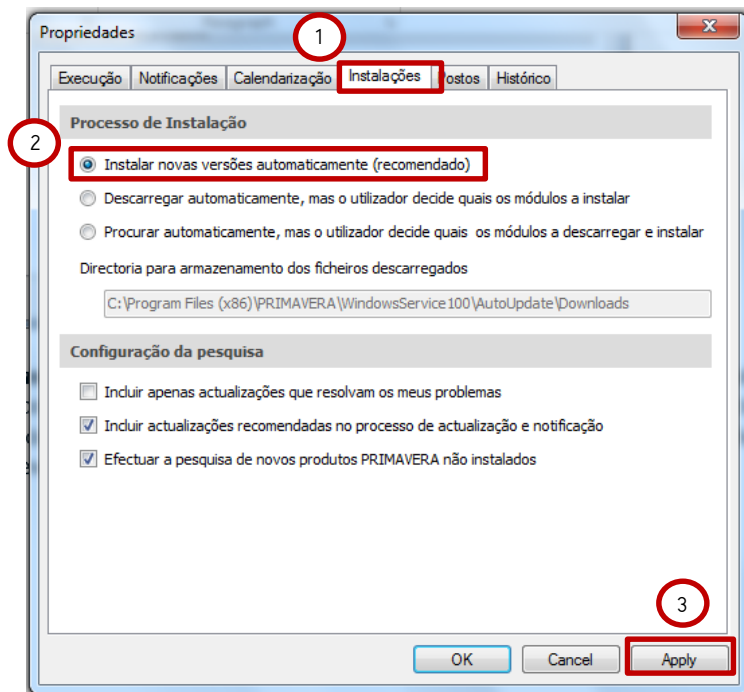 Propriedades
1
Execução Notificações Calendarização Instalações Postos Histórico
Processo de Instalação
2
Instalar novas versões automaticamente (recomendado)
Descarregar automaticamente, mas o utilizador decide quais os módulos a instalar
Procurar automaticamente, mas o utilizador decide quais os módulos a descarregar e instalar
Directoria para armazenamento dos ficheiros descarregados
C:\Program Files (x86)\PRIMAVERA\WindowsService100\AutoUpdate\Downloads
Configuração da pesquisa
Incluir apenas actualizações que resolvam os meus problemas
Incluir actualizações recomendadas no processo de actualização e notificação
Efectuar a pesquisa de novos produtos PRIMAVERA não instalados
3
OK Cancel Apply